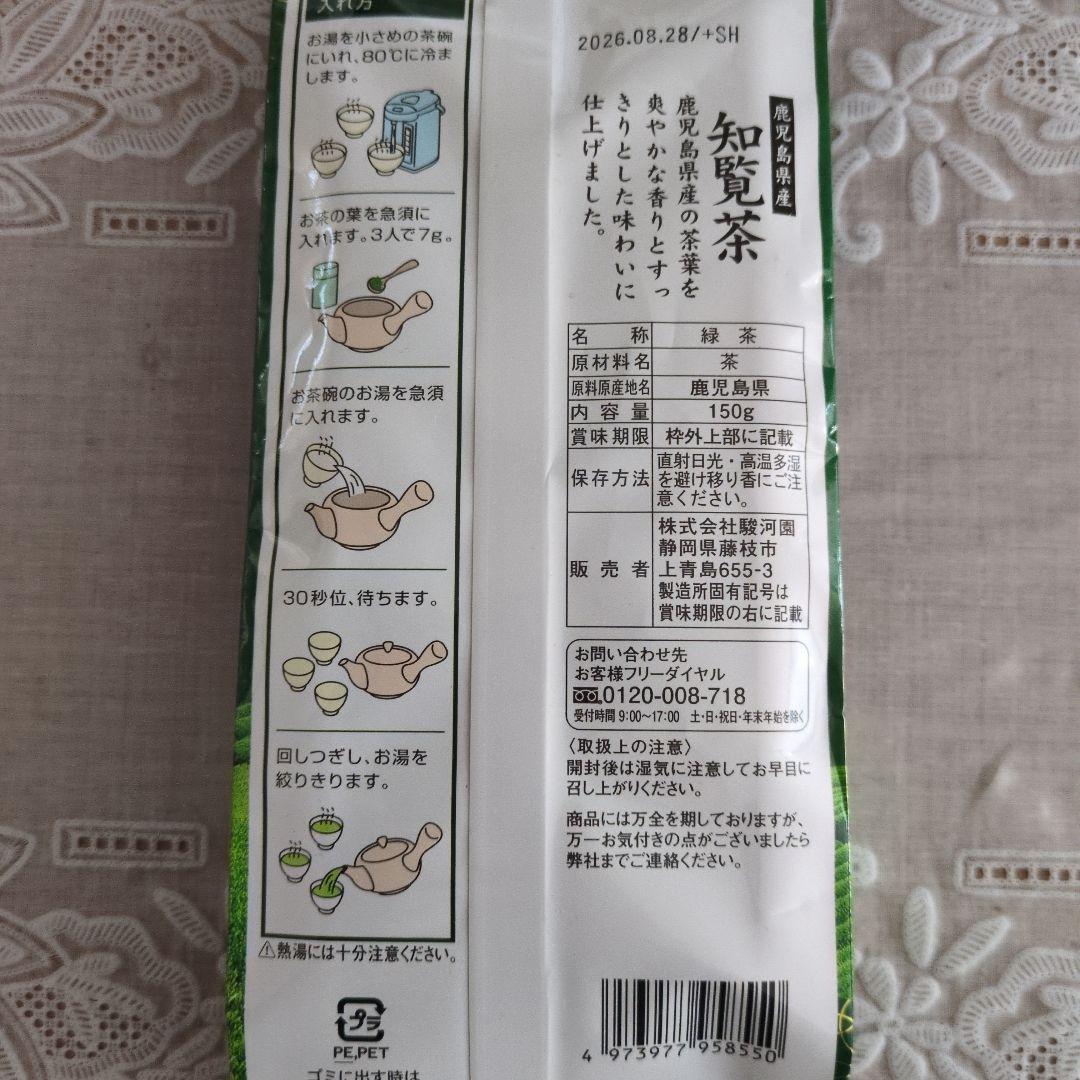 入れ方
お湯を小さめの茶碗
にいれ、80℃に冷ま
します。
お茶の葉を急須に
入れます。3人で7g。
お茶碗のお湯を急須
に入れます。
30秒位、待ちます。
回しつぎし、お湯を
絞りきります。
⚠熱湯には十分注意ください。
プラ
PE,PET
ゴミに出す時は
2026.08.28/+SH
鹿児島県産
知覧茶
鹿児島県産の茶葉を
爽やかな香りとすっ
きりとした味わいに
仕上げました。
名称 緑茶
原材料名 茶
原料原産地名 鹿児島県
内容量 150g
賞味期限 枠外上部に記載
保存方法 直射日光・高温多湿
を避け移り香にご注
意ください。
販売者 株式会社駿河園
静岡県藤枝市
上青島655-3
製造所固有記号は
賞味期限の右に記載
お問い合わせ先
お客様フリーダイヤル
0120-008-718
受付時間 9:00〜17:00 土・日・祝日・年末年始を除く
〈取扱上の注意〉
開封後は湿気に注意してお早目に
召し上がりください。
商品には万全を期しておりますが、
万一お気付きの点がございましたら
弊社までご連絡ください。
4 973977 958550